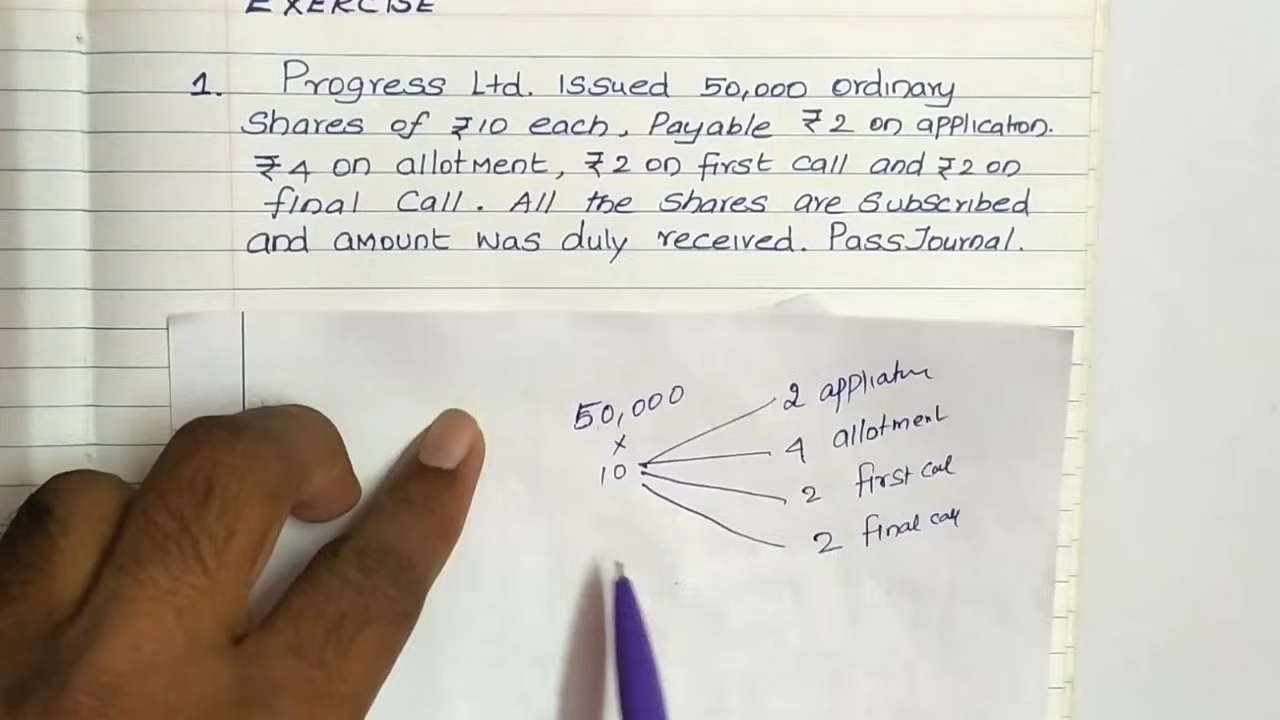 EXERCISE
1. Progress Ltd. Issued 50,000 ordinary
Shares of ₹10 each, Payable ₹2 on application.
₹4 on allotment, ₹2 on first call and ₹2 on
final Call. All the Shares are Subscribed
and amount was duly received. Pass Journal.
50,000
x
10
2 application
4 allotment
2 first call
2 final call